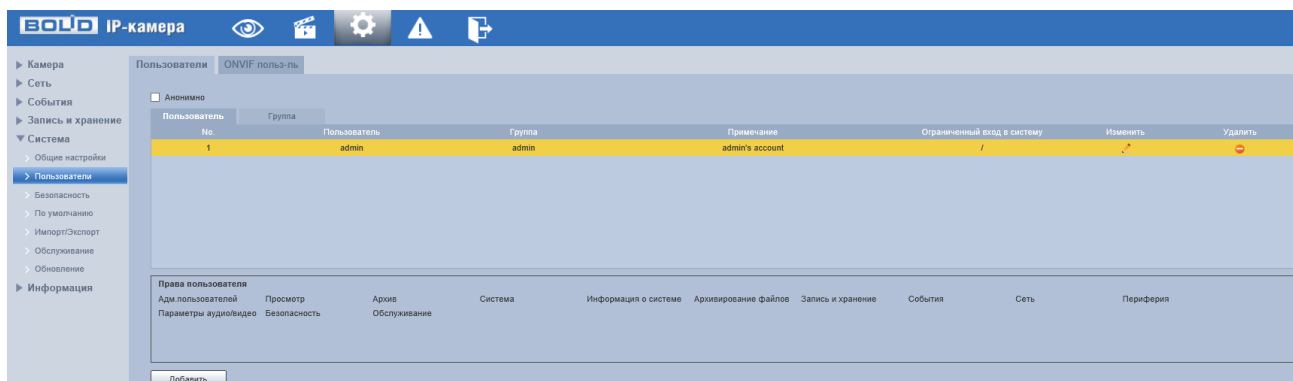 BOLID IP-камера
Камера
Сеть
События
Запись и хранение
Система
Общие настройки
Пользователи
Безопасность
По умолчанию
Импорт/Экспорт
Обслуживание
Обновление
Информация
Пользователи ONVIF польз-ль
Анонимно
Пользователь Группа
No. Пользователь Группа Примечание Ограниченный вход в систему Изменить Удалить
1 admin admin admin's account /
Права пользователя
Адм.пользователей Просмотр Архив Система Информация о системе Архивирование файлов Запись и хранение События Сеть Периферия
Параметры аудио/видео Безопасность Обслуживание
Добавить